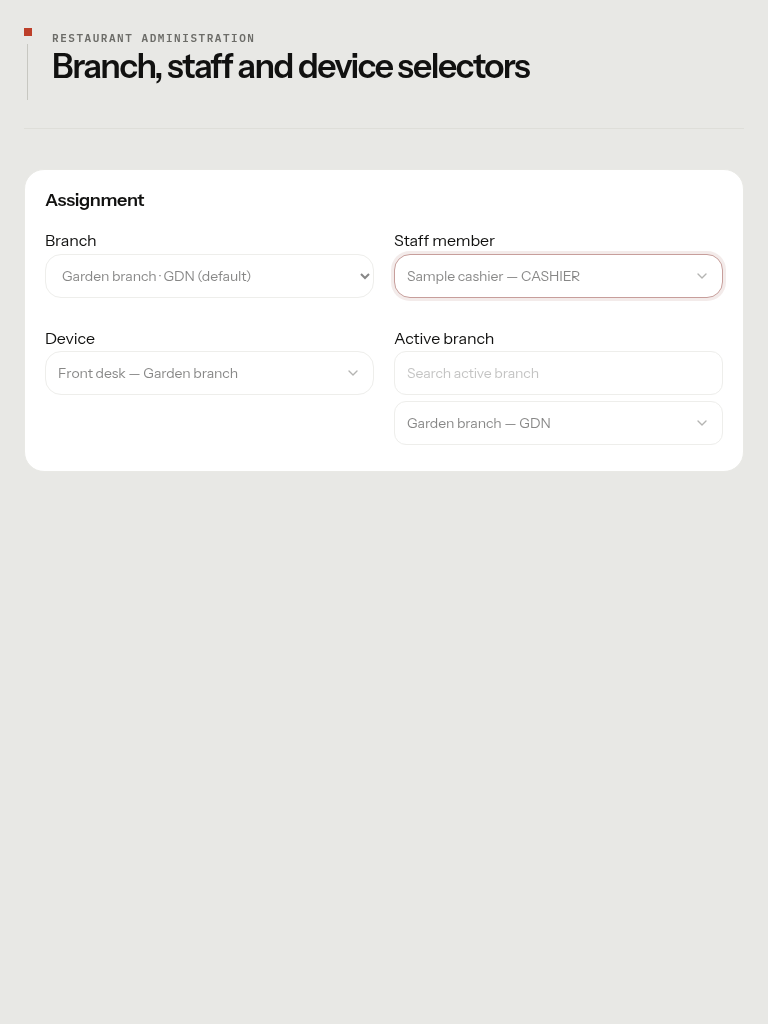 RESTAURANT ADMINISTRATION
Branch, staff and device selectors
Assignment
Branch
Garden branch · GDN (default)
Staff member
Sample cashier — CASHIER
Device
Front desk — Garden branch
Active branch
Search active branch
Garden branch — GDN